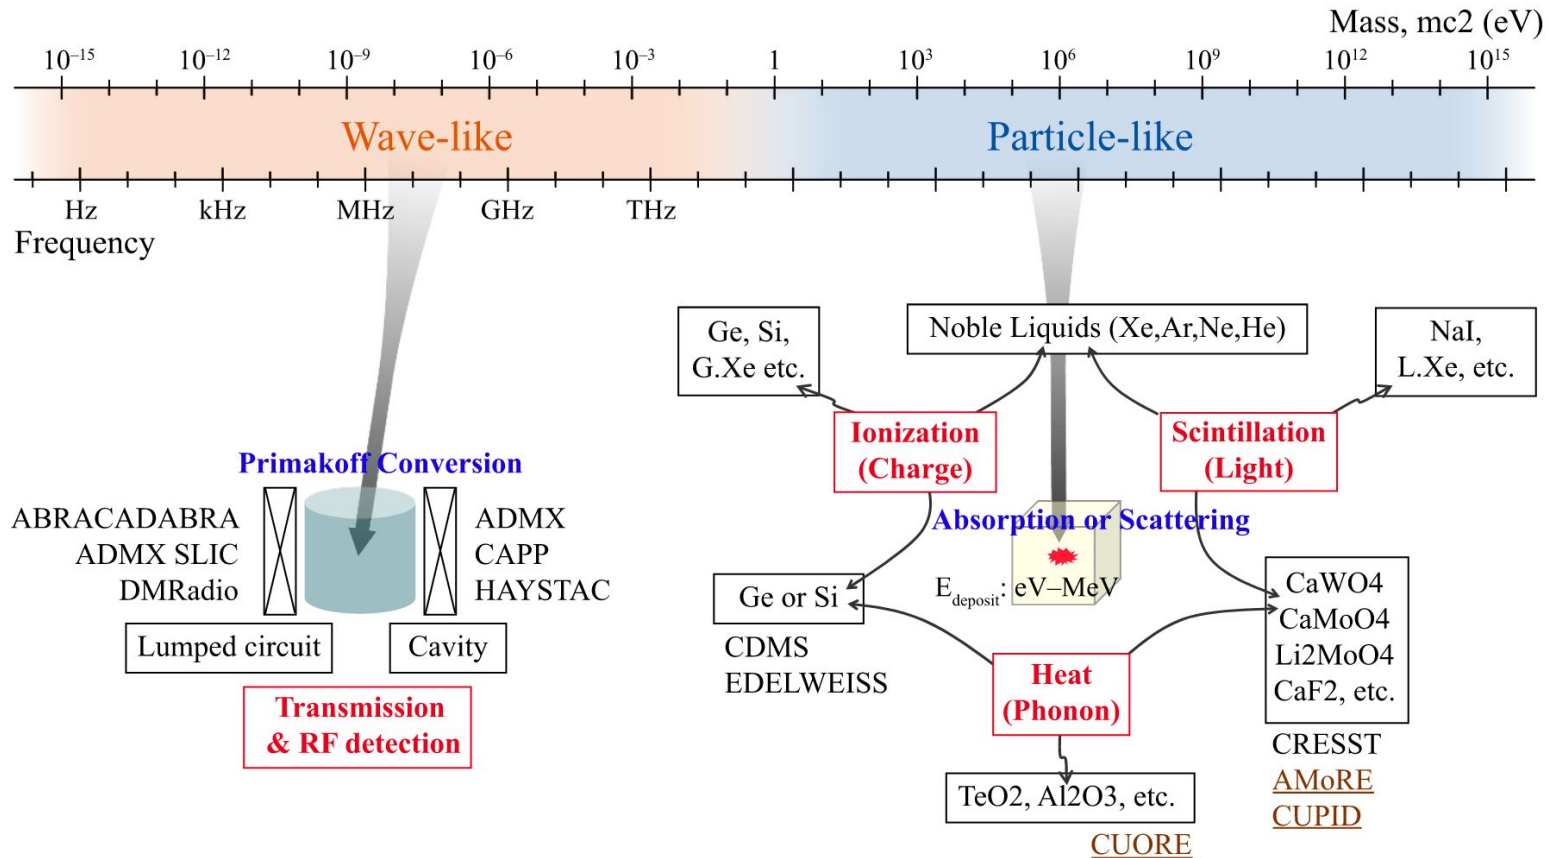 Mass, mc2 (eV)
10–15 10–12 10–9 10–6 10–3 1 103 106 109 1012 1015
Wave-like
Particle-like
Hz kHz MHz GHz THz
Frequency
Ge, Si,
G.Xe etc.
Noble Liquids (Xe,Ar,Ne,He)
NaI,
L.Xe, etc.
Ionization
(Charge)
Scintillation
(Light)
Primakoff Conversion
ABRACADABRA
ADMX SLIC
DMRadio
ADMX
CAPP
HAYSTAC
Lumped circuit
Cavity
Transmission
& RF detection
Absorption or Scattering
Edeposit: eV–MeV
Ge or Si
CDMS
EDELWEISS
Heat
(Phonon)
CaWO4
CaMoO4
Li2MoO4
CaF2, etc.
CRESST
AMoRE
CUPID
TeO2, Al2O3, etc.
CUORE